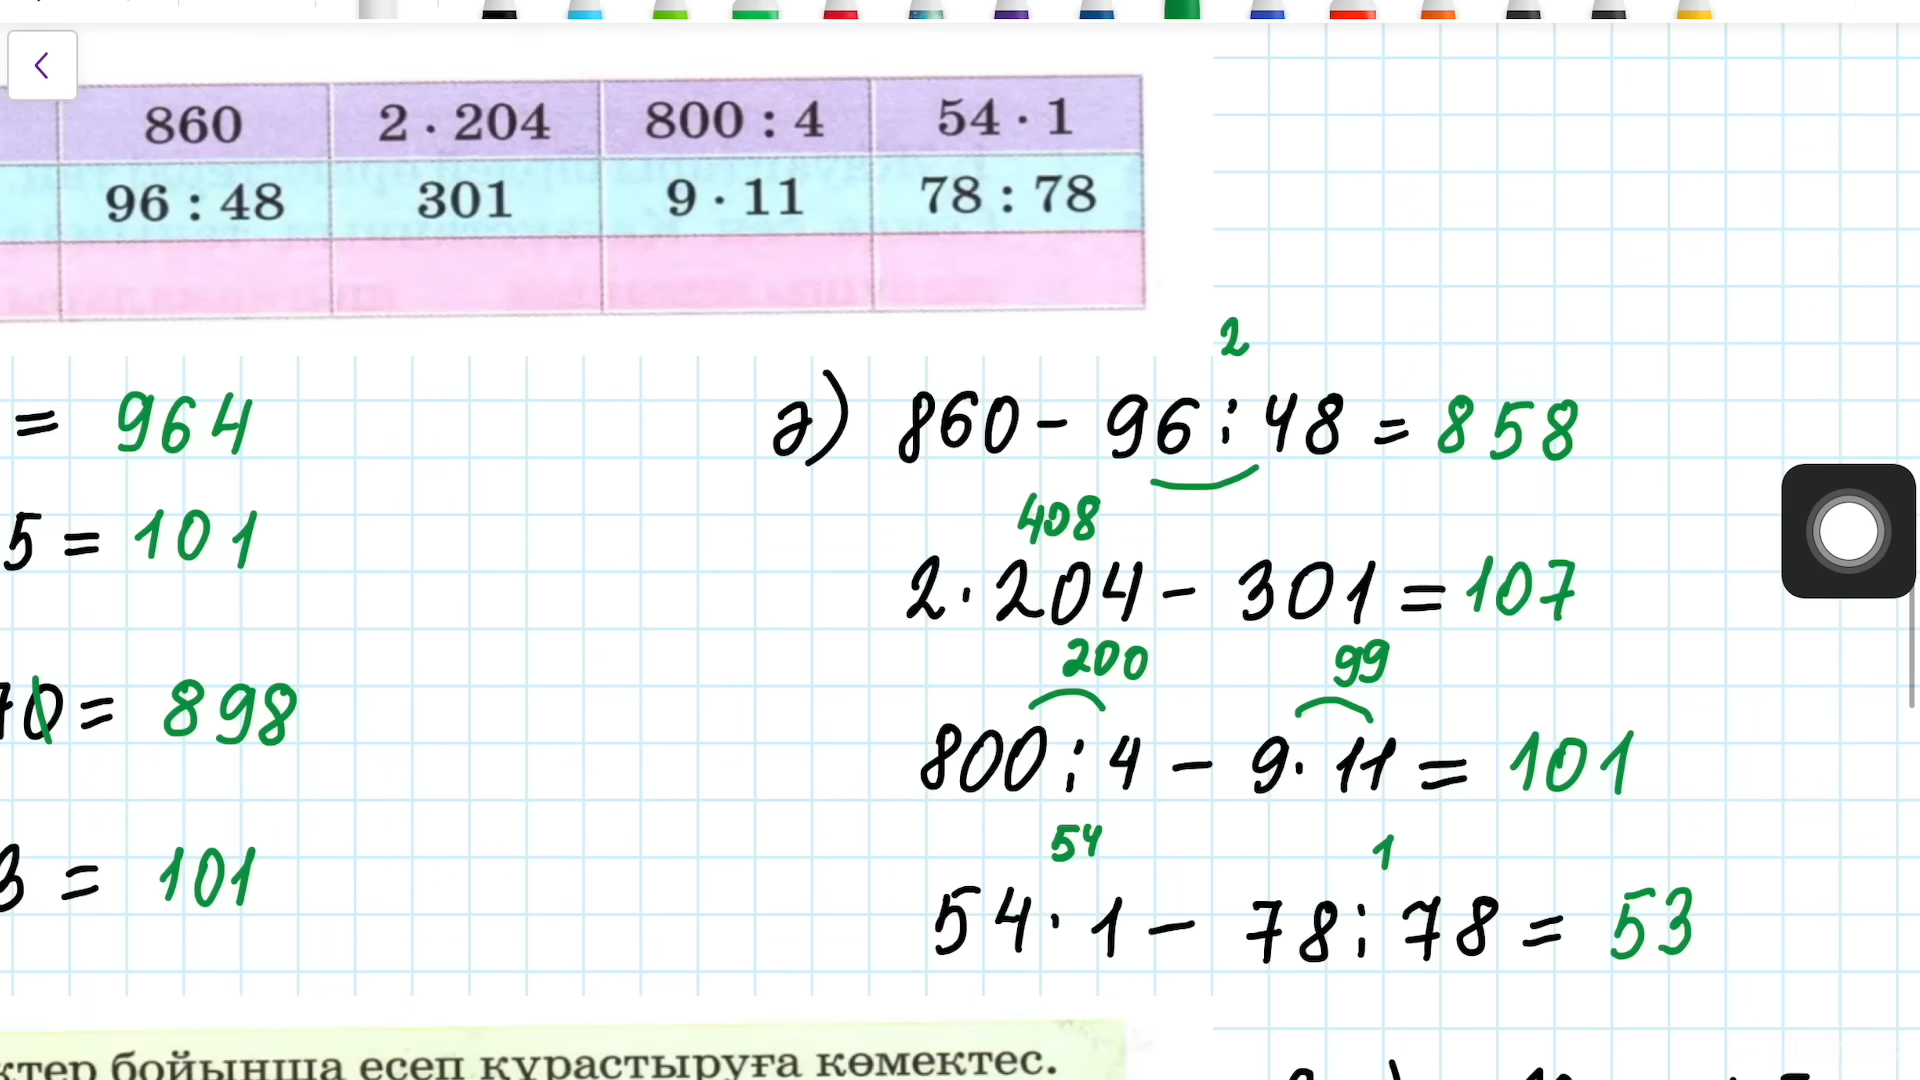 860 2 · 204 800 : 4 54 · 1
96 : 48 301 9 · 11 78 : 78
= 964
5 = 101
70 = 898
3 = 101
2
ә) 860 - 96 : 48 = 858
408
2 · 204 - 301 = 107
200 99
800 : 4 - 9 · 11 = 101
54 1
54 · 1 - 78 : 78 = 53
ктер бойынша есеп құрастыруға көмектес.